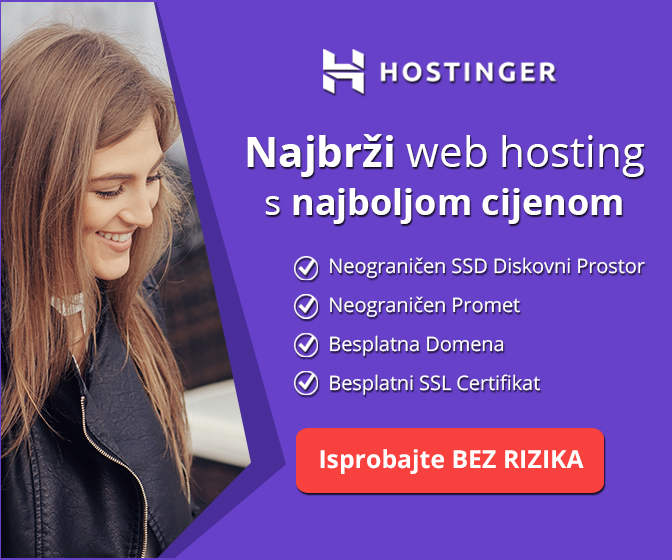 HOSTINGER
Najbrži web hosting
s najboljom cijenom
Neograničen SSD Diskovni Prostor
Neograničen Promet
Besplatna Domena
Besplatni SSL Certifikat
Isprobajte BEZ RIZIKA